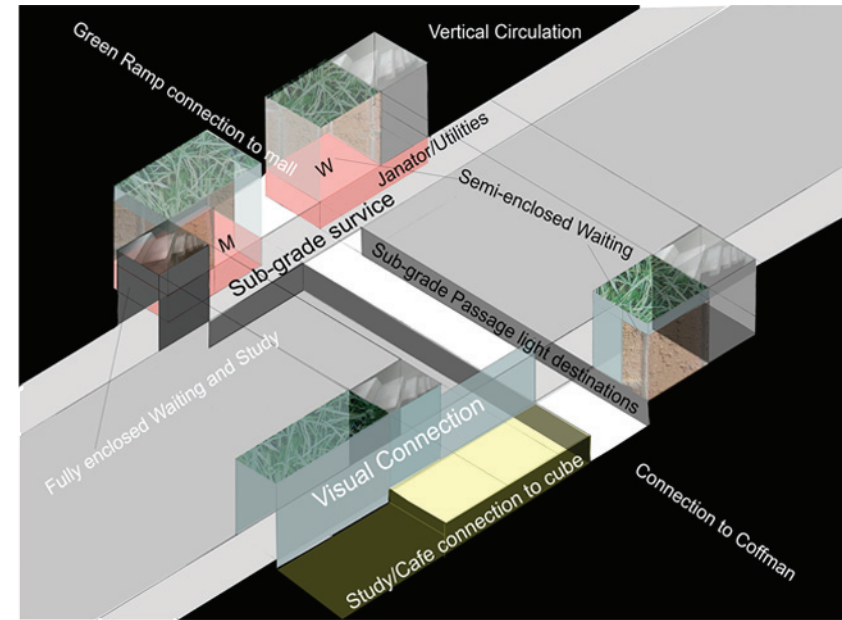 Vertical Circulation
Green Ramp connection to mall
W
Janator/Utilities
Semi-enclosed Waiting
M
Sub-grade survice
Sub-grade Passage light destinations
Fully enclosed Waiting and Study
Visual Connection
Study/Cafe connection to cube
Connection to Coffman